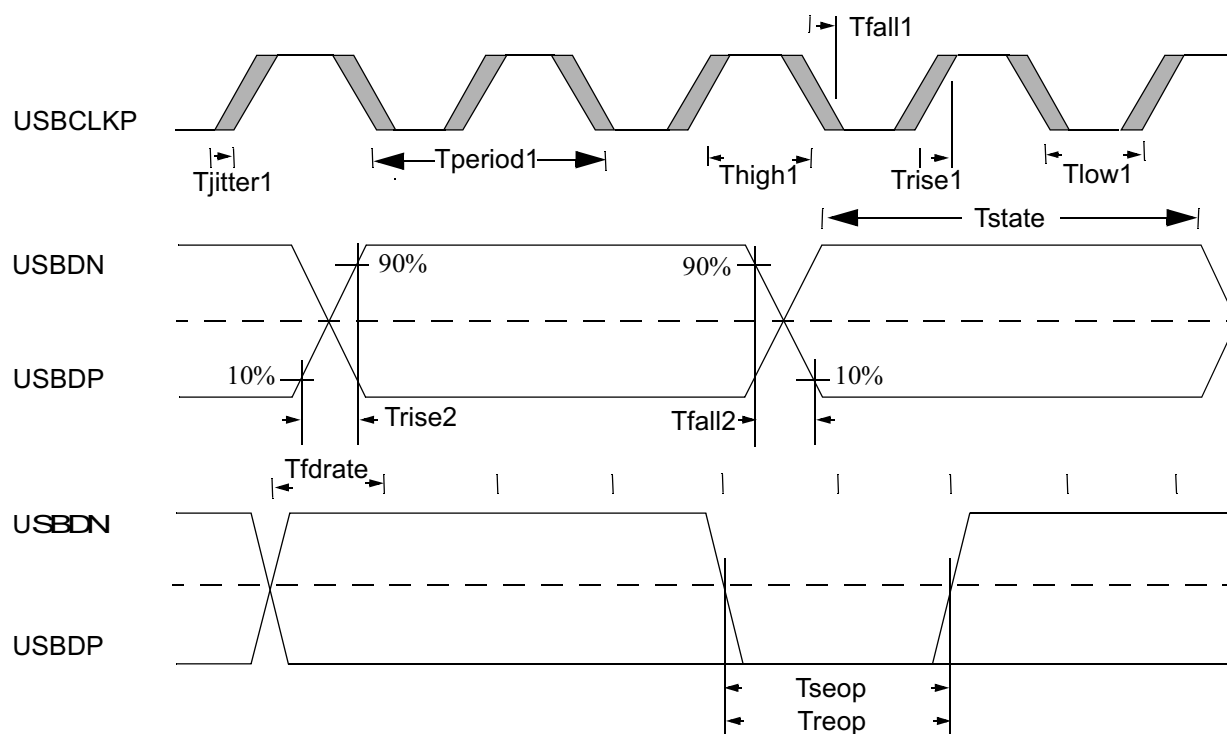 Tfall1
USBCLKP
Tjitter1
Tperiod1
Thigh1
Trise1
Tlow1
Tstate
USBDN
90%
90%
USBDP
10%
10%
Trise2
Tfall2
Tfdrate
USBDN
USBDP
Tseop
Treop